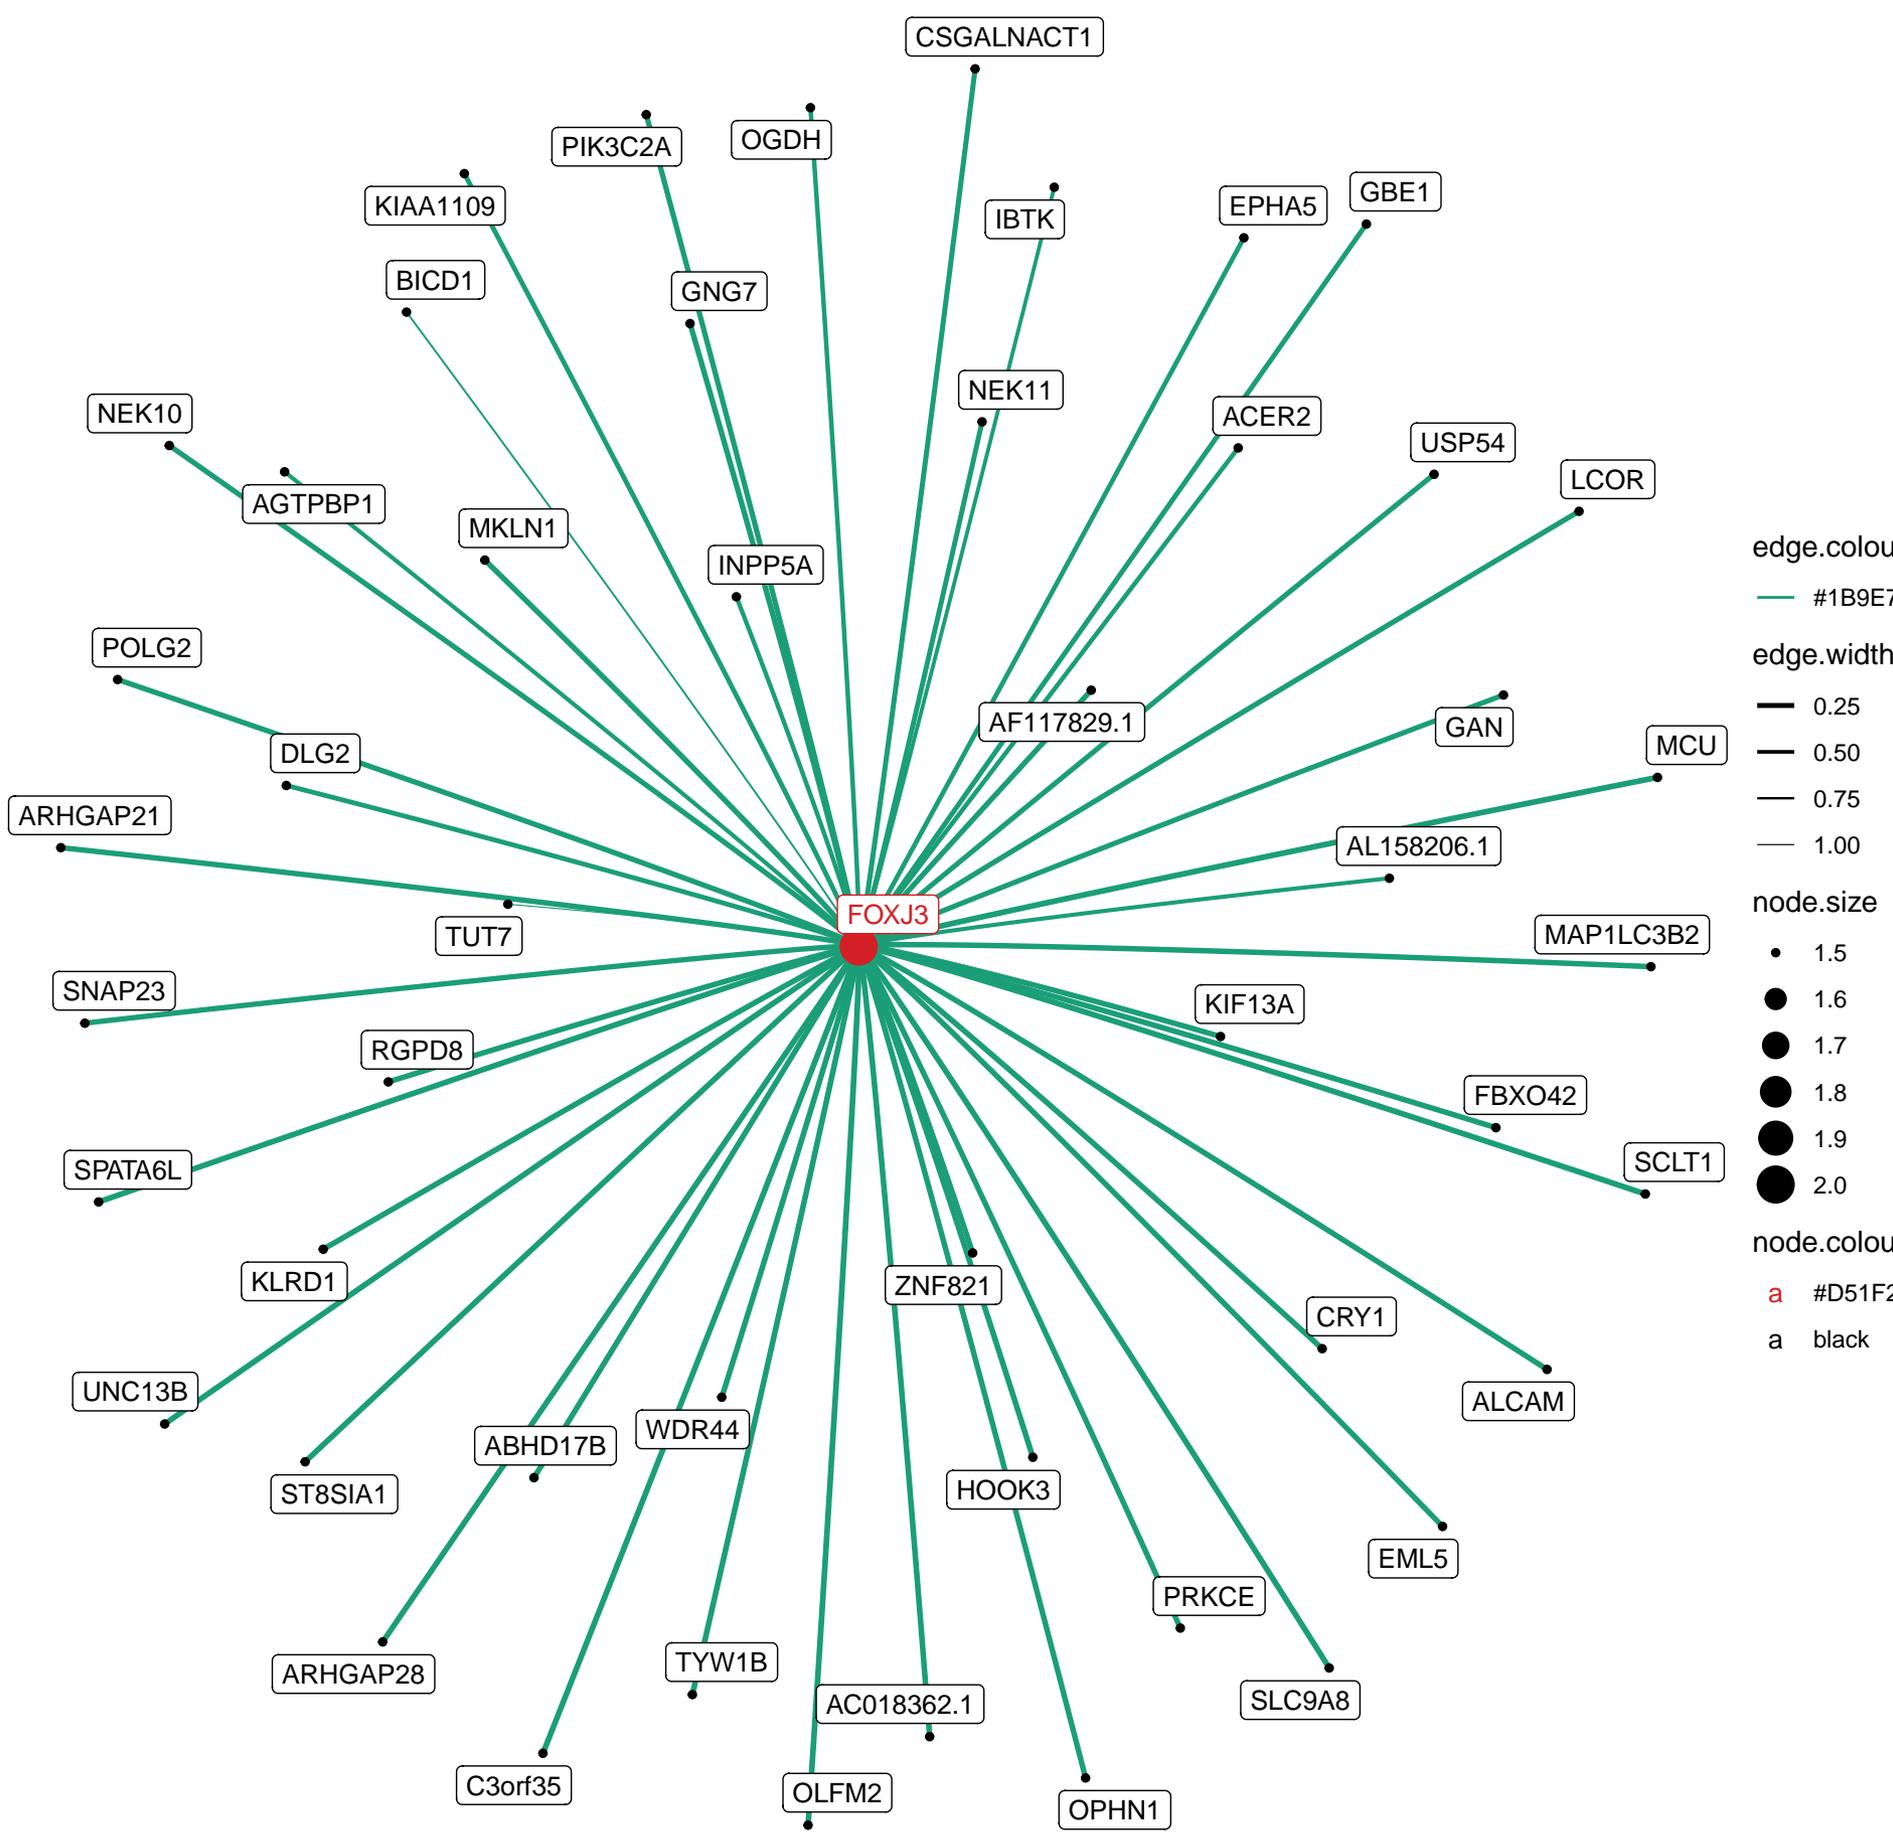 CSGALNACT1
PIK3C2A
OGDH
KIAA1109
IBTK
EPHA5
GBE1
BICD1
GNG7
NEK10
NEK11
ACER2
USP54
LCOR
AGTPBP1
MKLN1
INPP5A
POLG2
DLG2
AF117829.1
GAN
MCU
ARHGAP21
AL158206.1
FOXJ3
TUT7
MAP1LC3B2
SNAP23
KIF13A
RGPD8
FBXO42
SPATA6L
SCLT1
KLRD1
ZNF821
CRY1
UNC13B
ABHD17B
WDR44
ALCAM
ST8SIA1
HOOK3
EML5
PRKCE
ARHGAP28
TYW1B
AC018362.1
SLC9A8
C3orf35
OLFM2
OPHN1
edge.colou
#1B9E7
edge.width
0.25
0.50
0.75
1.00
node.size
1.5
1.6
1.7
1.8
1.9
2.0
node.colou
a #D51F2
a black